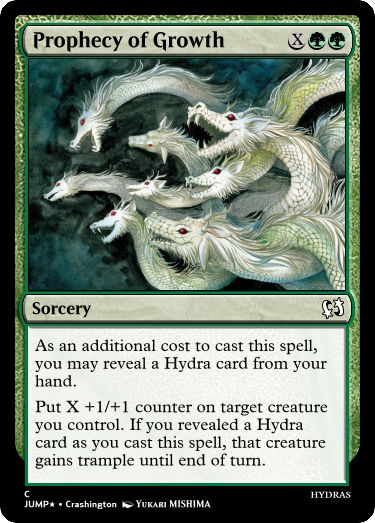 Prophecy of Growth X
Sorcery
As an additional cost to cast this spell,
you may reveal a Hydra card from your
hand.
Put X +1/+1 counter on target creature
you control. If you revealed a Hydra
card as you cast this spell, that creature
gains trample until end of turn.
C HYDRAS
JUMP★ • Crashington YUKARI MISHIMA